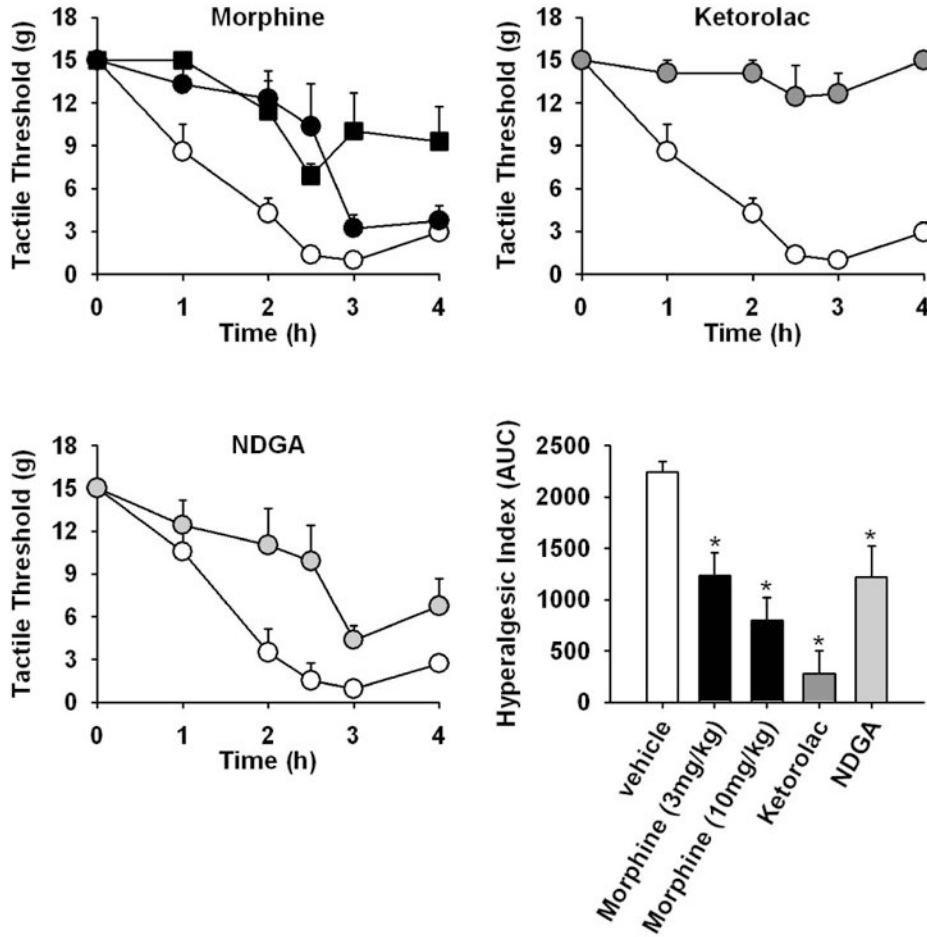 Morphine
18
15
12
9
6
3
0
Tactile Threshold (g)
0 1 2 3 4
Time (h)
Ketorolac
18
15
12
9
6
3
0
Tactile Threshold (g)
0 1 2 3 4
Time (h)
NDGA
18
15
12
9
6
3
0
Tactile Threshold (g)
0 1 2 3 4
Time (h)
Hyperalgesic Index (AUC)
2500
2000
1500
1000
500
0
* * * *
vehicle
Morphine (3mg/kg)
Morphine (10mg/kg)
Ketorolac
NDGA